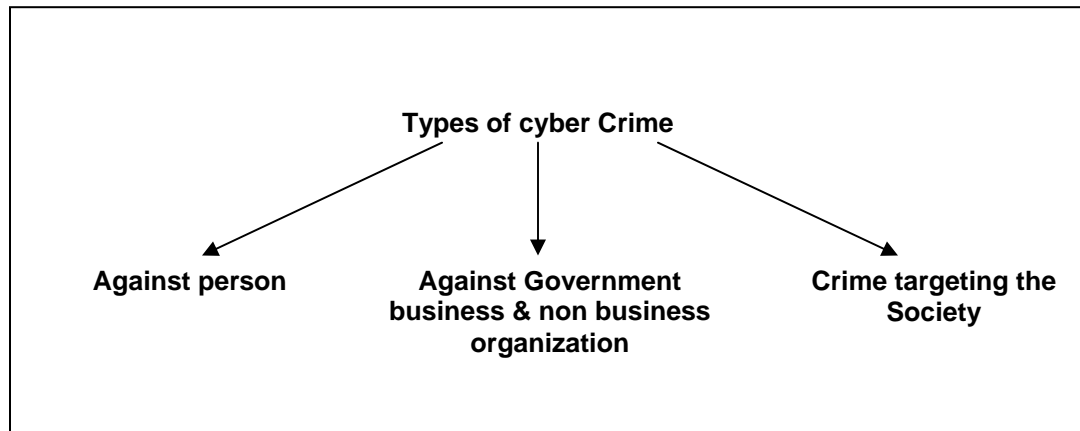 Types of cyber Crime
Against person
Against Government
business & non business
organization
Crime targeting the
Society